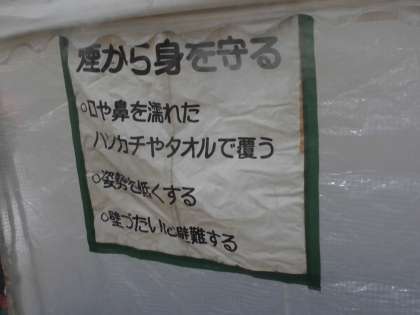 煙から身を守る
○口や鼻を濡れた
ハンカチやタオルで覆う
○姿勢を低くする
○壁づたいに避難する